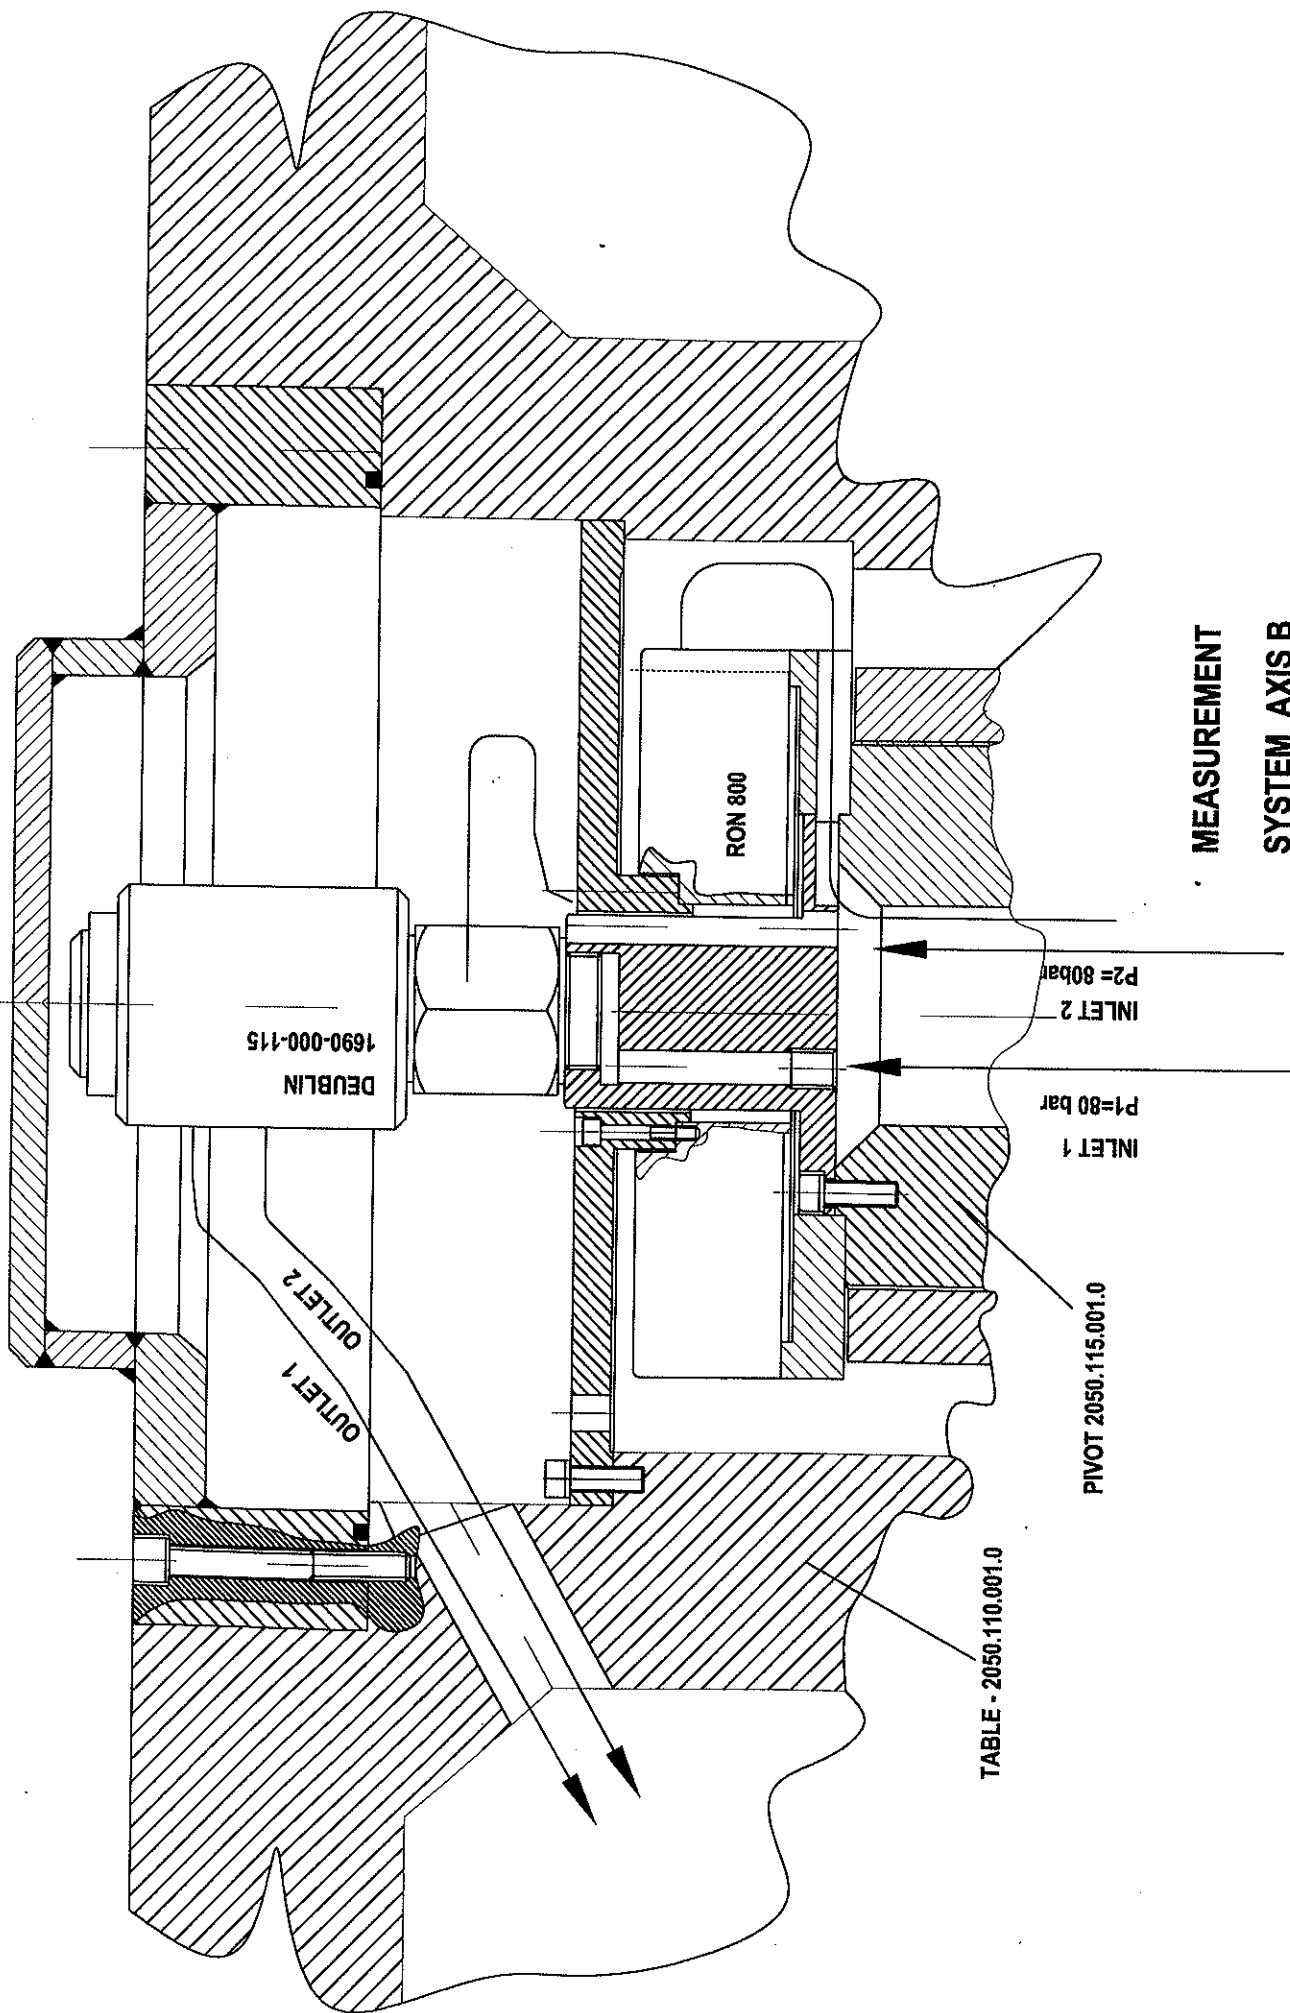 DEUBLIN
1690-000-115
OUTLET 1
OUTLET 2
RON 800
INLET 1
P1=80 bar
INLET 2
P2= 80bar
PIVOT 2050.115.001.0
TABLE - 2050.110.001.0
MEASUREMENT
SYSTEM AXIS B